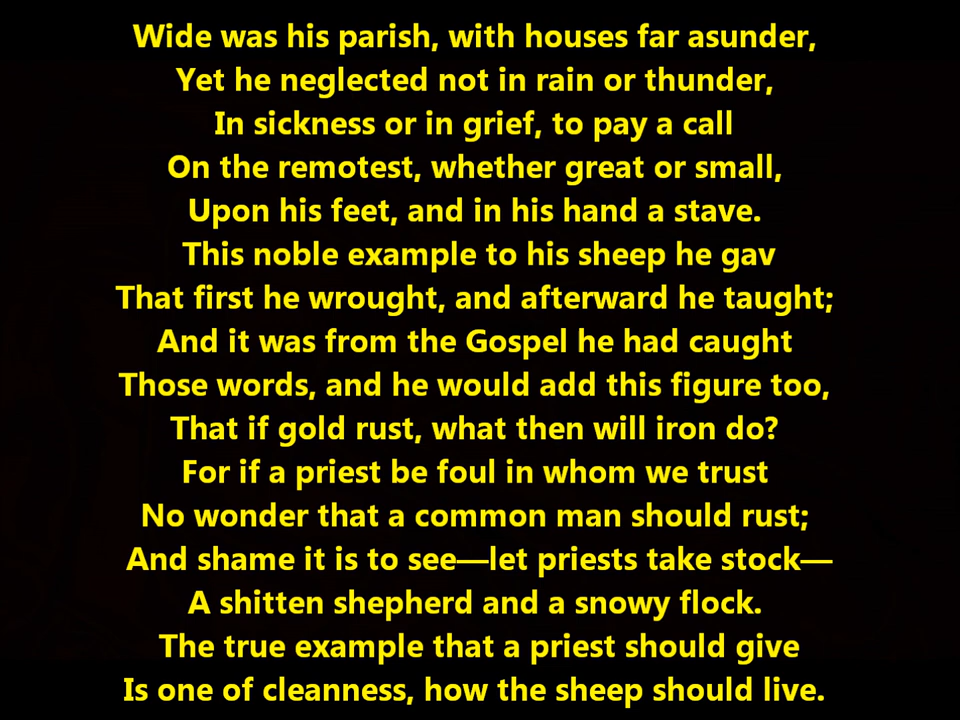 Wide was his parish, with houses far asunder,
Yet he neglected not in rain or thunder,
In sickness or in grief, to pay a call
On the remotest, whether great or small,
Upon his feet, and in his hand a stave.
This noble example to his sheep he gav
That first he wrought, and afterward he taught;
And it was from the Gospel he had caught
Those words, and he would add this figure too,
That if gold rust, what then will iron do?
For if a priest be foul in whom we trust
No wonder that a common man should rust;
And shame it is to see—let priests take stock—
A shitten shepherd and a snowy flock.
The true example that a priest should give
Is one of cleanness, how the sheep should live.